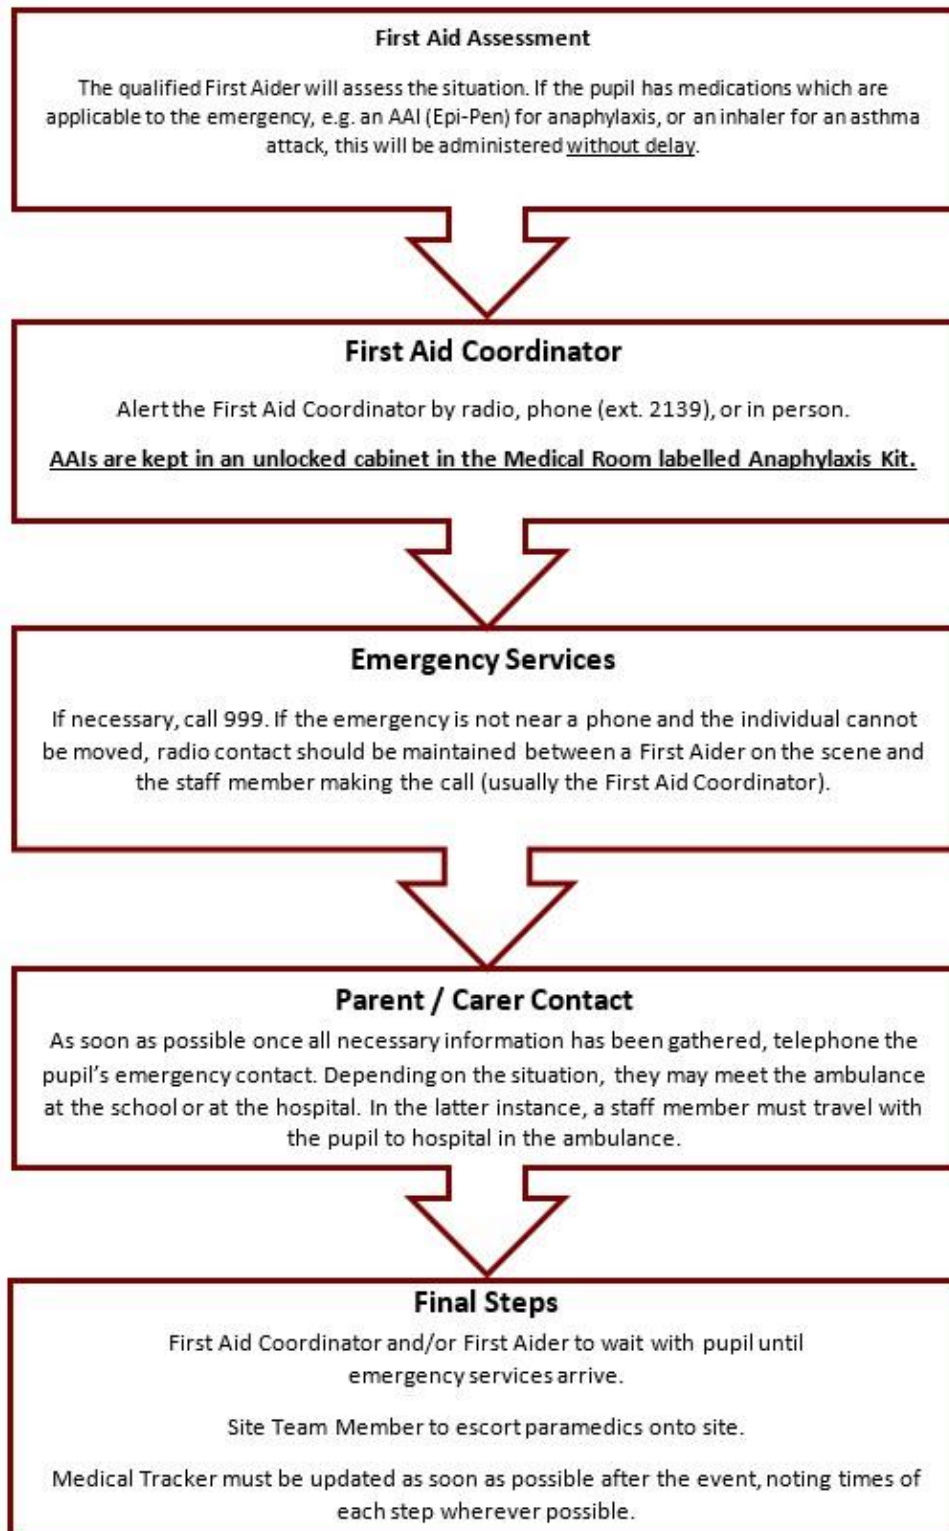 First Aid Assessment
The qualified First Aider will assess the situation. If the pupil has medications which are
applicable to the emergency, e.g. an AAI (Epi-Pen) for anaphylaxis, or an inhaler for an asthma
attack, this will be administered without delay.
First Aid Coordinator
Alert the First Aid Coordinator by radio, phone (ext. 2139), or in person.
AAIs are kept in an unlocked cabinet in the Medical Room labelled Anaphylaxis Kit.
Emergency Services
If necessary, call 999. If the emergency is not near a phone and the individual cannot
be moved, radio contact should be maintained between a First Aider on the scene and
the staff member making the call (usually the First Aid Coordinator).
Parent / Carer Contact
As soon as possible once all necessary information has been gathered, telephone the
pupil's emergency contact. Depending on the situation, they may meet the ambulance
at the school or at the hospital. In the latter instance, a staff member must travel with
the pupil to hospital in the ambulance.
Final Steps
First Aid Coordinator and/or First Aider to wait with pupil until
emergency services arrive.
Site Team Member to escort paramedics onto site.
Medical Tracker must be updated as soon as possible after the event, noting times of
each step wherever possible.